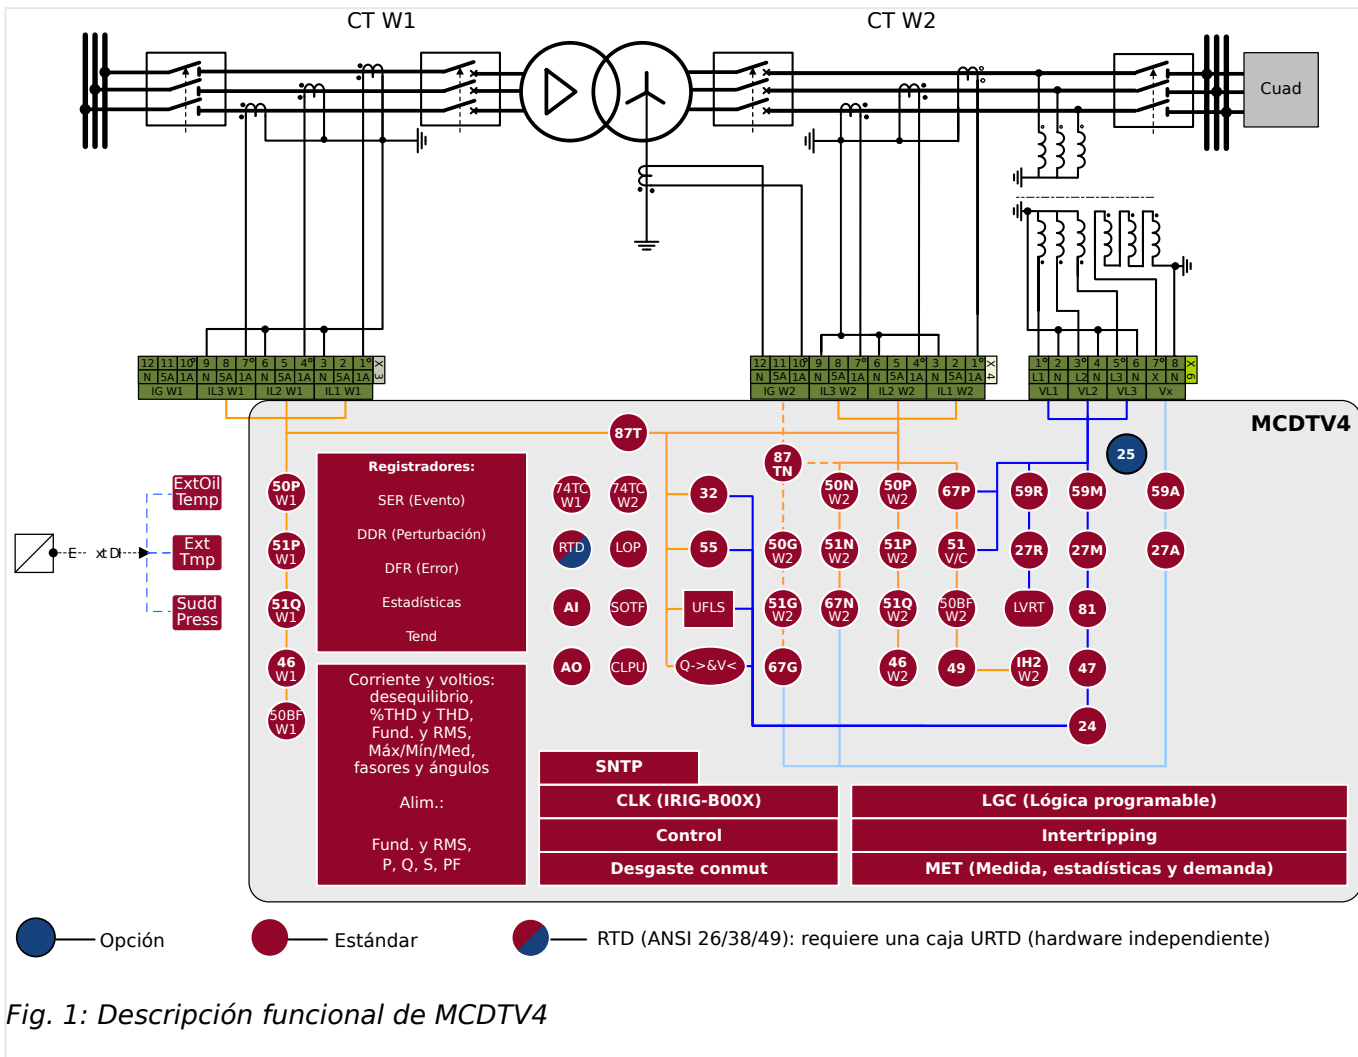 CT W1
CT W2
Cuad
12 11 10° 9 8 7° 6 5 4° 3 2 1° X3
N 5A 1A N 5A 1A N 5A 1A N 5A 1A
IG W1 IL3 W1 IL2 W1 IL1 W1
12 11 10° 9 8 7° 6 5 4° 3 2 1° X4
N 5A 1A N 5A 1A N 5A 1A N 5A 1A
IG W2 IL3 W2 IL2 W2 IL1 W2
1° 2 3° 4 5° 6 7° 8 X6
L1 N L2 N L3 N X N
VL1 VL2 VL3 Vx
MCDTV4
87T
25
87
TN
ExtOil
Temp
Ext
Tmp
Sudd
Press
E xt DI
50P
W1
51P
W1
51Q
W1
46
W1
50BF
W1
Registradores:
SER (Evento)
DDR (Perturbación)
DFR (Error)
Estadísticas
Tend
Corriente y voltios:
desequilibrio,
%THD y THD,
Fund. y RMS,
Máx/Mín/Med,
fasores y ángulos
Alim.:
Fund. y RMS,
P, Q, S, PF
74TC
W1
74TC
W2
RTD
LOP
AI
SOTF
AO
CLPU
32
55
UFLS
Q->&V<
50G
W2
51G
W2
67G
50N
W2
51N
W2
67N
W2
50P
W2
51P
W2
51Q
W2
46
W2
67P
51
V/C
50BF
W2
49
IH2
W2
59R
27R
LVRT
59M
27M
81
47
24
59A
27A
SNTP
CLK (IRIG-B00X)
Control
Desgaste conmut
LGC (Lógica programable)
Intertripping
MET (Medida, estadísticas y demanda)
Opción
Estándar
RTD (ANSI 26/38/49): requiere una caja URTD (hardware independiente)
Fig. 1: Descripción funcional de MCDTV4